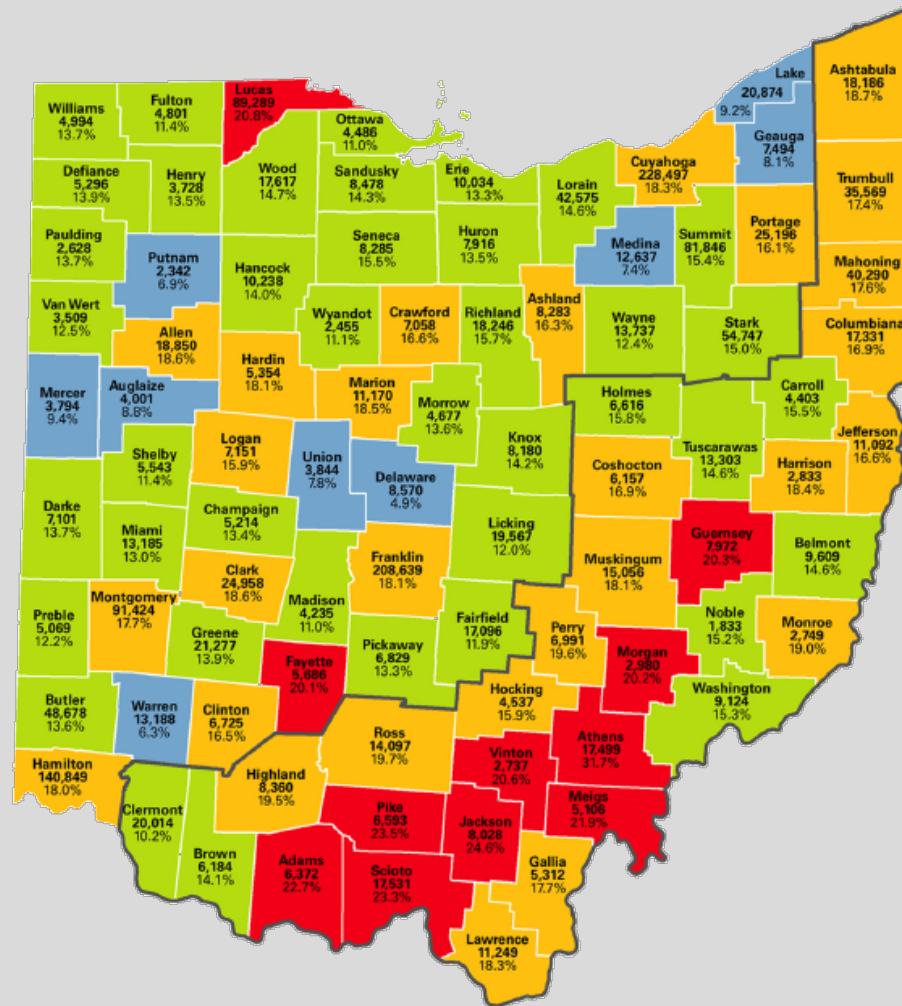 Williams
4,994
13.7%
Fulton
4,801
11.4%
Lucas
89,289
20.8%
Ottawa
4,486
11.0%
Lake
20,874
9.2%
Ashtabula
18,186
18.7%
Geauga
7,494
8.1%
Defiance
5,296
13.9%
Henry
3,728
13.5%
Wood
17,617
14.7%
Sandusky
8,478
14.3%
Erie
10,034
13.3%
Lorain
42,575
14.6%
Cuyahoga
228,497
18.3%
Trumbull
35,569
17.4%
Paulding
2,628
13.7%
Putnam
2,342
6.9%
Hancock
10,238
14.0%
Seneca
8,285
15.5%
Huron
7,916
13.5%
Medina
12,637
7.4%
Summit
81,846
15.4%
Portage
25,196
16.1%
Mahoning
40,290
17.6%
Van Wert
3,509
12.5%
Allen
18,850
18.6%
Wyandot
2,455
11.1%
Crawford
7,058
16.6%
Richland
18,246
15.7%
Ashland
8,283
16.3%
Wayne
13,737
12.4%
Stark
54,747
15.0%
Columbiana
17,331
16.9%
Mercer
3,794
9.4%
Auglaize
4,001
8.8%
Hardin
5,354
18.1%
Marion
11,170
18.5%
Morrow
4,677
13.6%
Holmes
6,616
15.8%
Carroll
4,403
15.5%
Jefferson
11,092
16.6%
Shelby
5,543
11.4%
Logan
7,151
15.9%
Union
3,844
7.8%
Delaware
8,570
4.9%
Knox
8,180
14.2%
Coshocton
6,157
16.9%
Tuscarawas
13,303
14.6%
Harrison
2,833
18.4%
Darke
7,101
13.7%
Miami
13,185
13.0%
Champaign
5,214
13.4%
Licking
19,567
12.0%
Guernsey
7,972
20.3%
Belmont
9,609
14.6%
Clark
24,958
18.6%
Franklin
208,639
18.1%
Muskingum
15,056
18.1%
Preble
5,069
12.2%
Montgomery
91,424
17.7%
Greene
21,277
13.9%
Madison
4,235
11.0%
Fairfield
17,096
11.9%
Perry
6,991
19.6%
Noble
1,833
15.2%
Monroe
2,749
19.0%
Fayette
5,686
20.1%
Pickaway
6,829
13.3%
Morgan
2,980
20.2%
Butler
48,678
13.6%
Warren
13,188
6.3%
Clinton
6,725
16.5%
Hocking
4,537
15.9%
Washington
9,124
15.3%
Hamilton
140,849
18.0%
Ross
14,097
19.7%
Vinton
2,737
20.6%
Athens
17,499
31.7%
Highland
8,360
19.5%
Clermont
20,014
10.2%
Pike
6,593
23.5%
Jackson
8,028
24.6%
Meigs
5,106
21.9%
Brown
6,184
14.1%
Adams
6,372
22.7%
Scioto
17,531
23.3%
Gallia
5,312
17.7%
Lawrence
11,249
18.3%